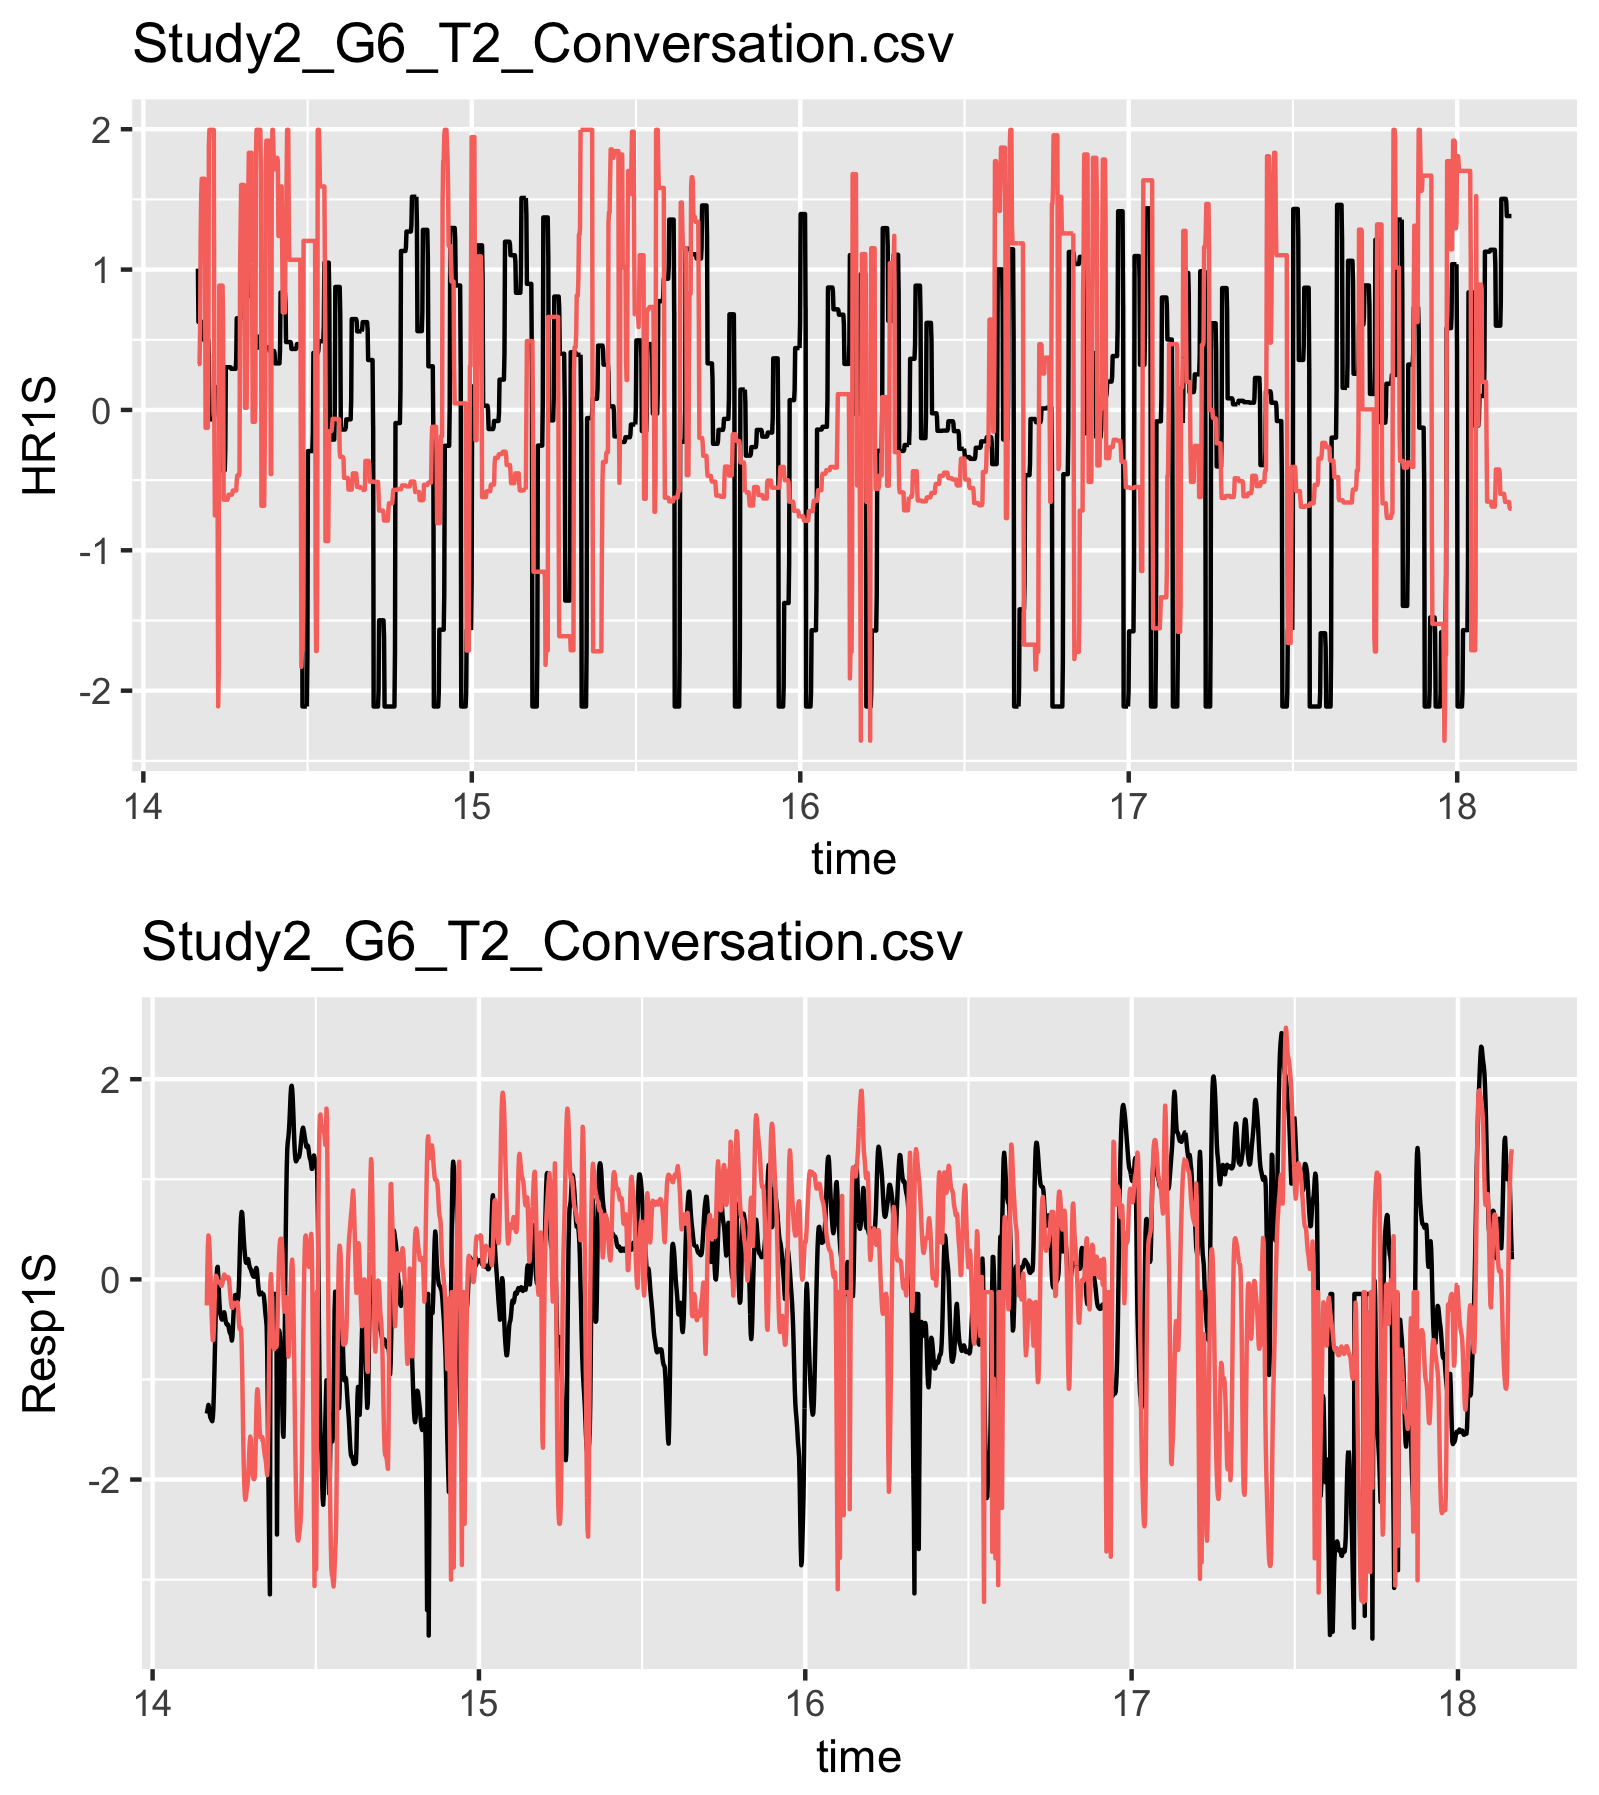 Study2_G6_T2_Conversation.csv
2
1
0
-1
-2
HR1S
14 15 16 17 18
time
Study2_G6_T2_Conversation.csv
2
0
-2
Resp1S
14 15 16 17 18
time